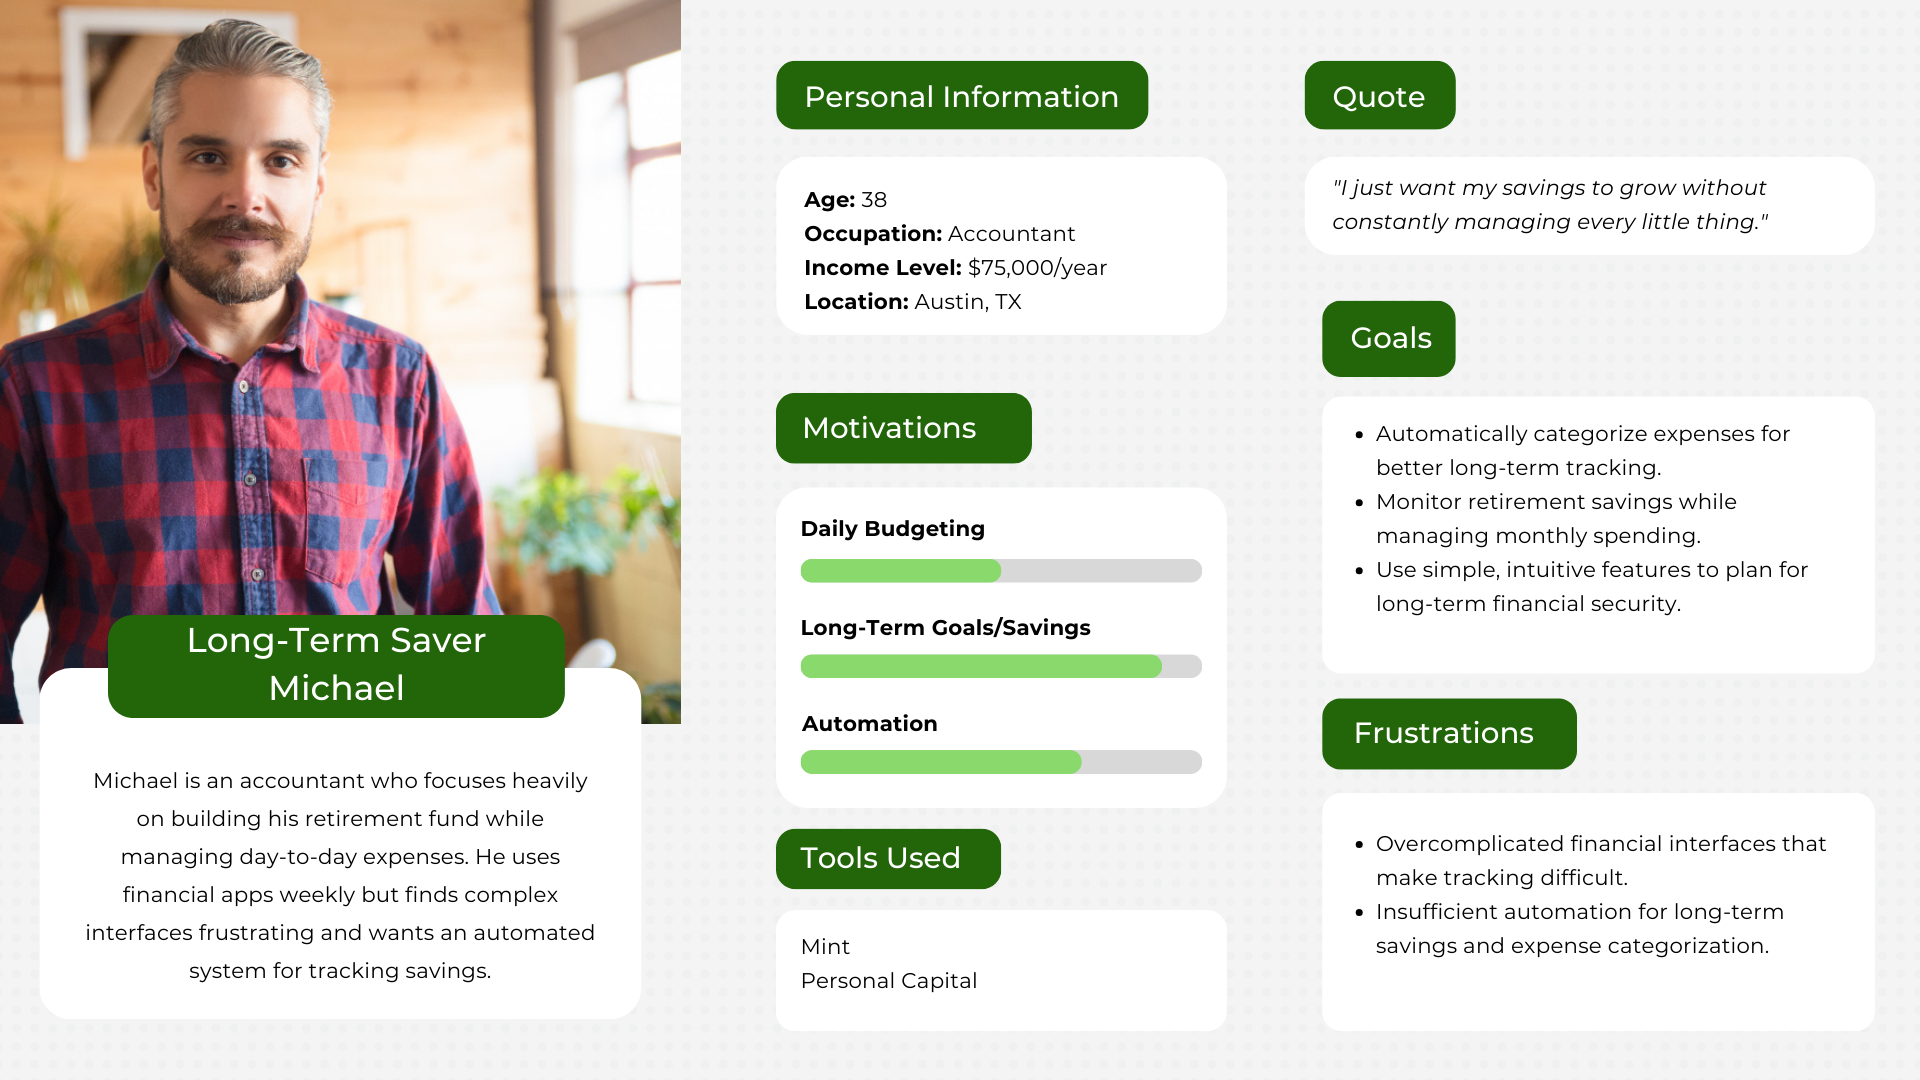 Long-Term Saver
Michael
Michael is an accountant who focuses heavily
on building his retirement fund while
managing day-to-day expenses. He uses
financial apps weekly but finds complex
interfaces frustrating and wants an automated
system for tracking savings.
Personal Information
Age: 38
Occupation: Accountant
Income Level: $75,000/year
Location: Austin, TX
Motivations
Daily Budgeting
Long-Term Goals/Savings
Automation
Tools Used
Mint
Personal Capital
Quote
"I just want my savings to grow without
constantly managing every little thing."
Goals
• Automatically categorize expenses for
better long-term tracking.
• Monitor retirement savings while
managing monthly spending.
• Use simple, intuitive features to plan for
long-term financial security.
Frustrations
• Overcomplicated financial interfaces that
make tracking difficult.
• Insufficient automation for long-term
savings and expense categorization.